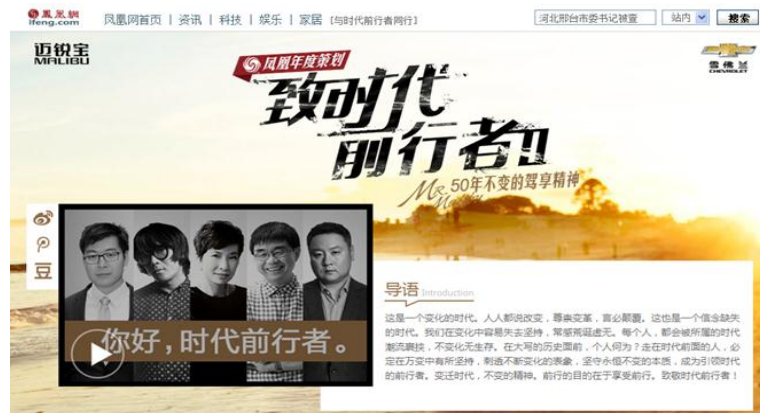 凤凰网
ifeng.com
凤凰网首页 | 资讯 | 科技 | 娱乐 | 家居 [与时代前行者同行]
河北邢台市委书记被查
站内
搜索
迈锐宝
MALIBU
雪佛兰
CHEVROLET
凤凰年度策划
致时代
前行者II
50年不变的驾享精神
Mr. Malibu
豆
你好，时代前行者。
导语 Introduction
这是一个变化的时代。人人都说改变，尊崇变革，言必颠覆。这也是一个信念缺失
的时代。我们在变化中容易失去坚持，常感荒诞虚无。每个人，都会被所属的时代
潮流裹挟，不变化无生存。在大写的历史面前，个人何为？走在时代前面的人，必
定在万变中有所坚持，刺透不断变化的表象，坚守永恒不变的本质，成为引领时代
的前行者。变迁时代，不变的精神。前行的目的在于享受前行。致敬时代前行者！